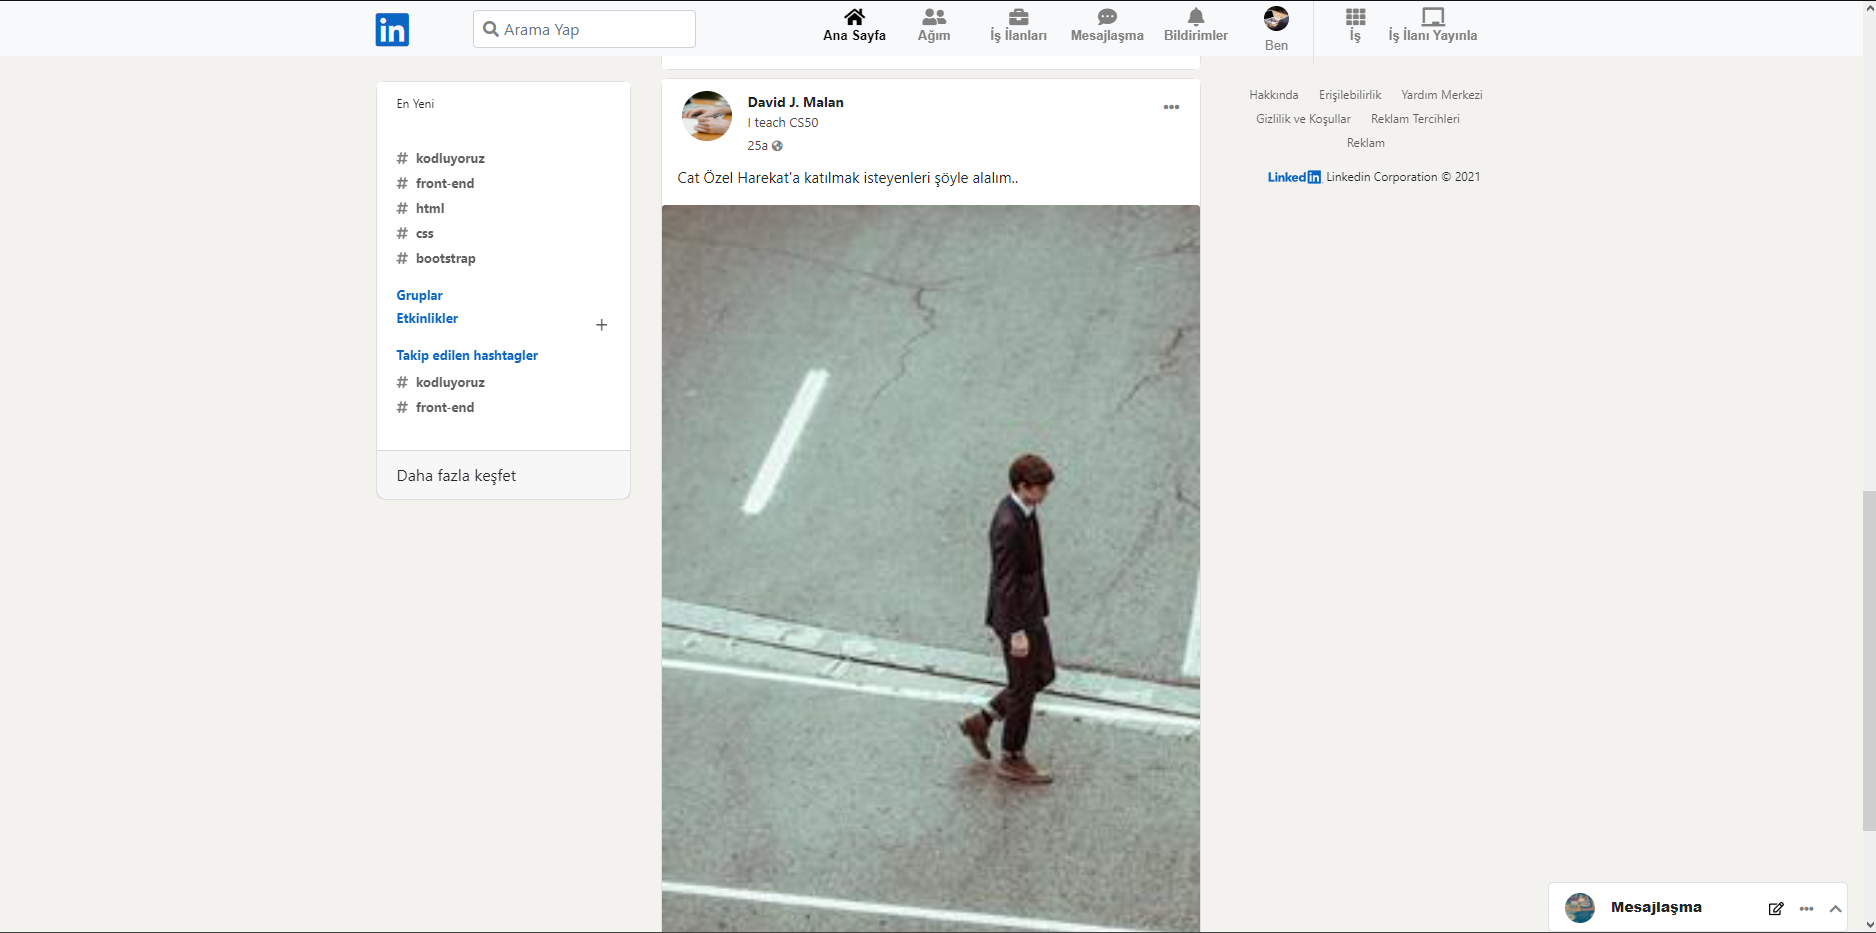 in
Arama Yap
Ana Sayfa
Ağım
İş İlanları
Mesajlaşma
Bildirimler
Ben
İş
İş İlanı Yayınla
En Yeni
# kodluyoruz
# front-end
# html
# css
# bootstrap
Gruplar
Etkinlikler
Takip edilen hashtagler
# kodluyoruz
# front-end
Daha fazla keşfet
David J. Malan
I teach CS50
25a
Cat Özel Harekat'a katılmak isteyenleri şöyle alalım..
Hakkında Erişilebilirlik Yardım Merkezi
Gizlilik ve Koşullar Reklam Tercihleri
Reklam
Linkedin Linkedin Corporation © 2021
Mesajlaşma